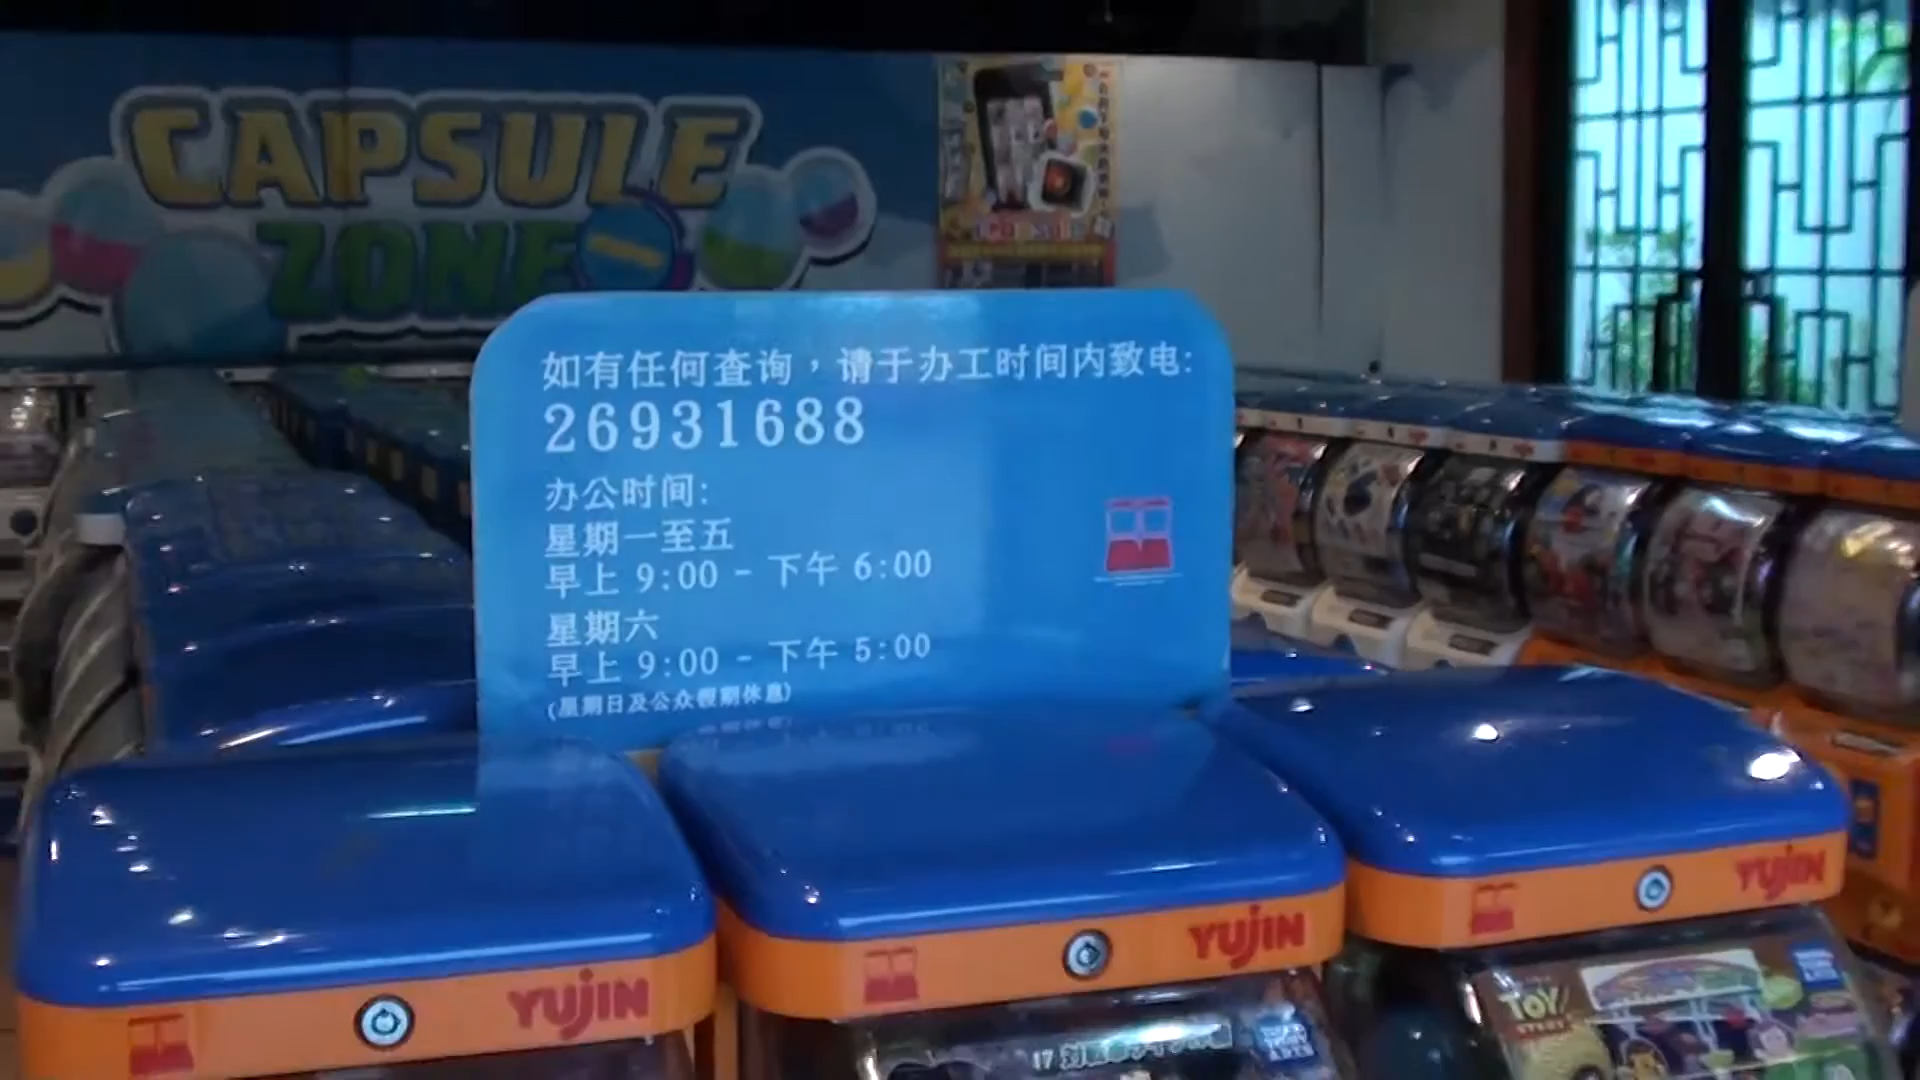 CAPSULE
ZONE
如有任何查询，请于办工时间内致电:
26931688
办公时间:
星期一至五
早上 9:00 - 下午 6:00
星期六
早上 9:00 - 下午 5:00
(星期日及公众假期休息)
YUJIN
YUJIN
YUJIN
TOY
STORY